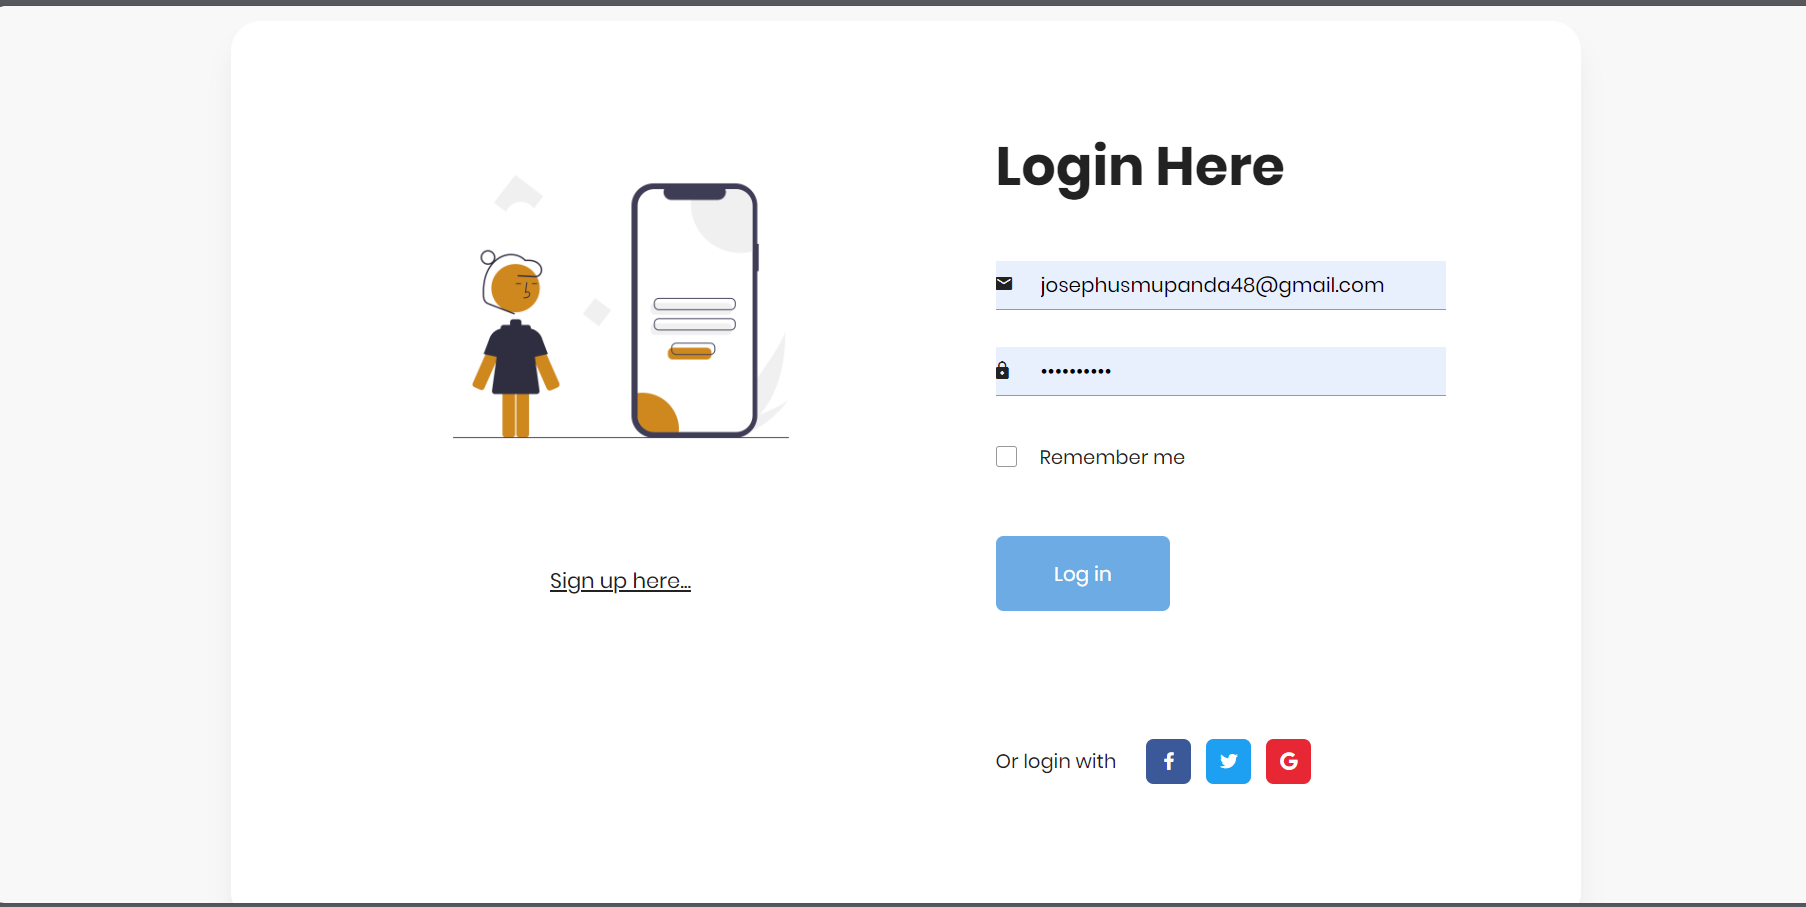 Login Here
josephusmupanda48@gmail.com
••••••••••
Remember me
Log in
Sign up here...
Or login with